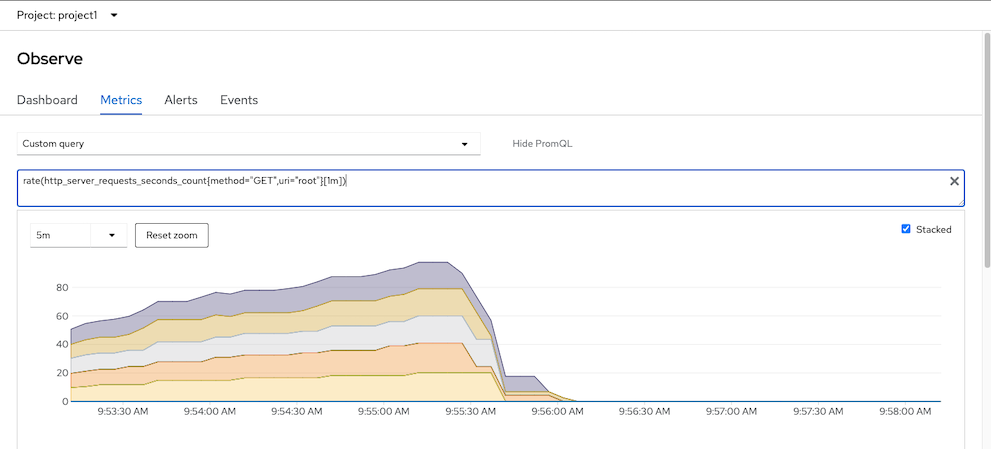 Project: project1
Observe
Dashboard Metrics Alerts Events
Custom query Hide PromQL
rate(http_server_requests_seconds_count{method="GET",uri="root"}[1m])
5m Reset zoom Stacked
80
60
40
20
0
9:53:30 AM 9:54:00 AM 9:54:30 AM 9:55:00 AM 9:55:30 AM 9:56:00 AM 9:56:30 AM 9:57:00 AM 9:57:30 AM 9:58:00 AM